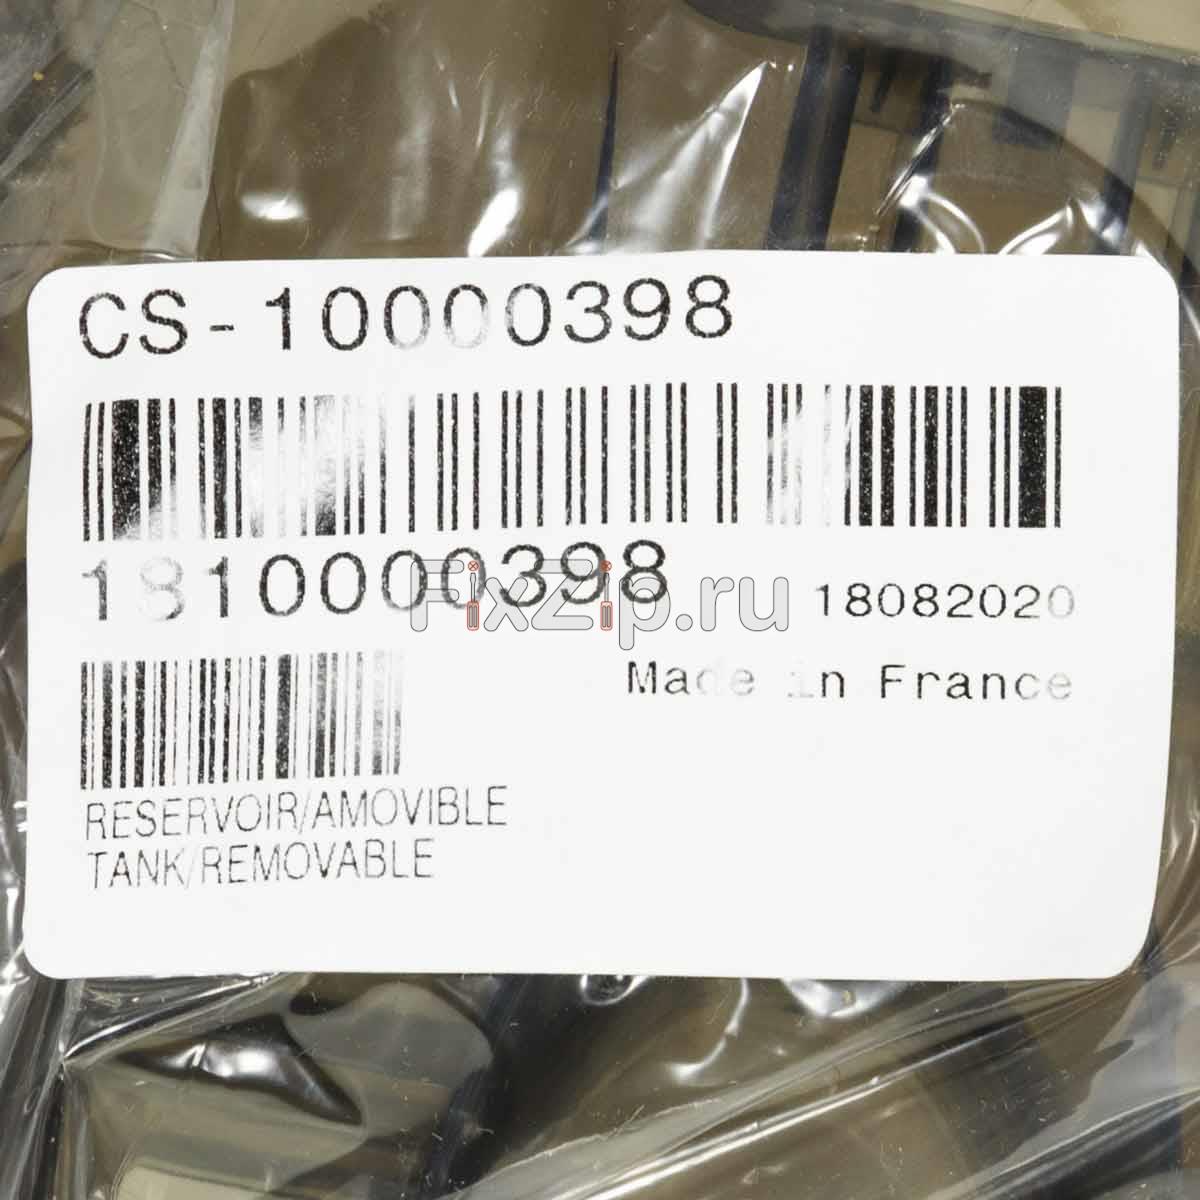 CS-10000398
1810000398
18082020
FixZip.ru
Made in France
RESERVOIR/AMOVIBLE
TANK/REMOVABLE